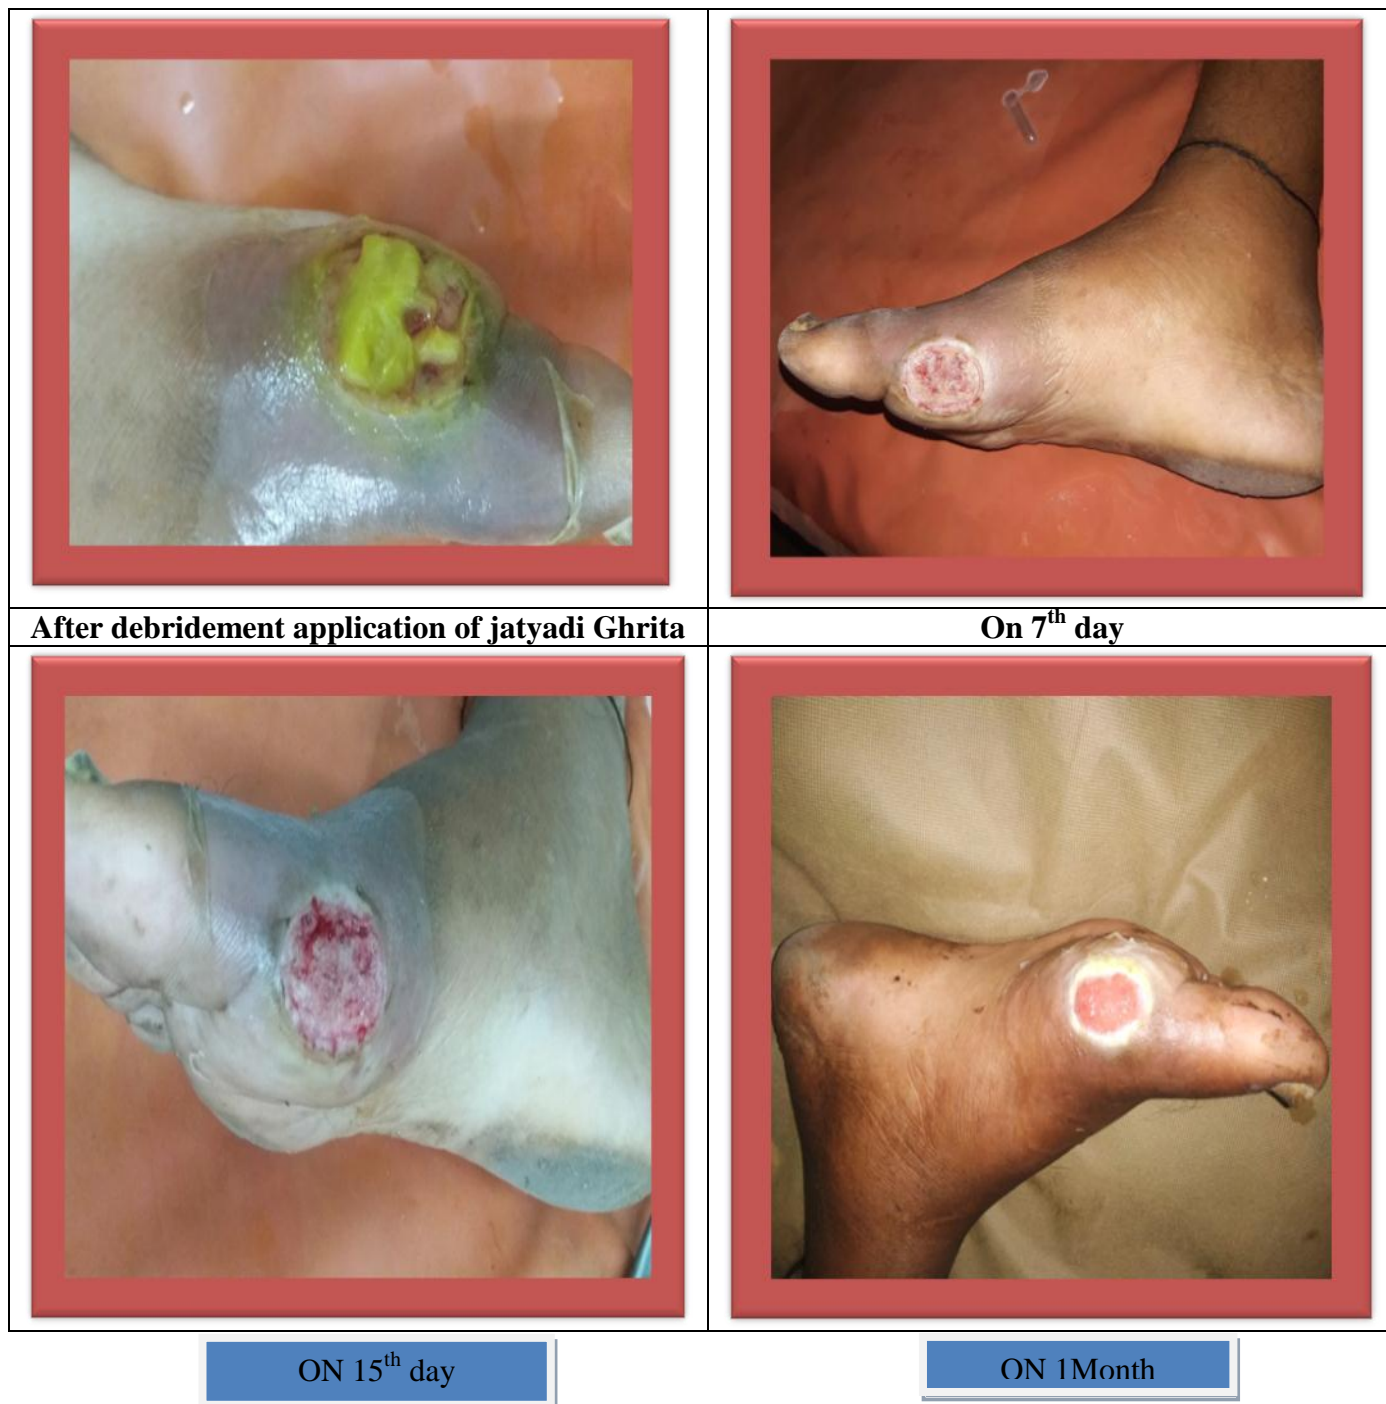 After debridement application of jatyadi Ghrita
On 7th day
ON 15th day
ON 1Month